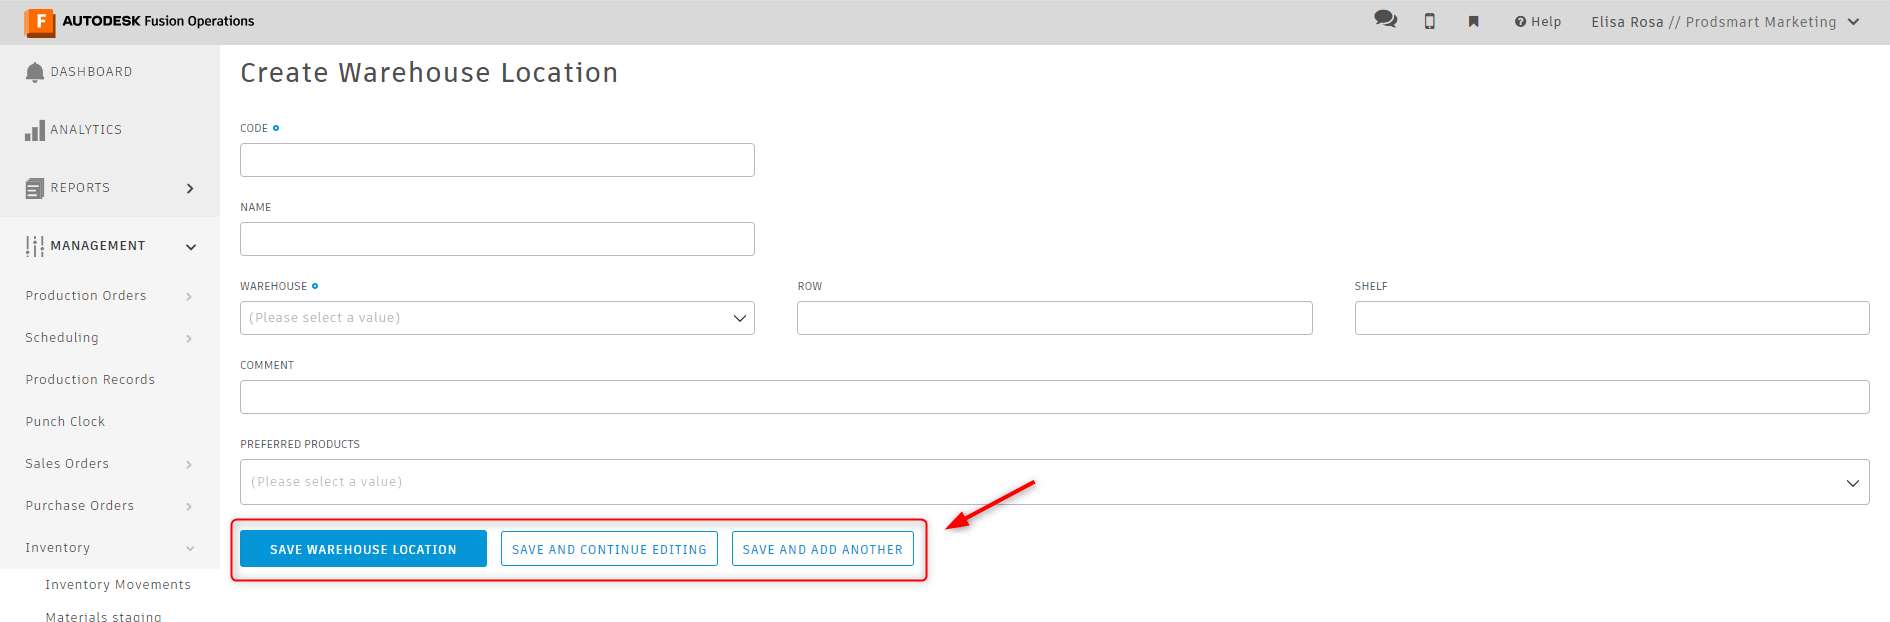 F AUTODESK Fusion Operations
Help
Elisa Rosa // Prodsmart Marketing
DASHBOARD
ANALYTICS
REPORTS
MANAGEMENT
Production Orders
Scheduling
Production Records
Punch Clock
Sales Orders
Purchase Orders
Inventory
Inventory Movements
Materials staging
Create Warehouse Location
CODE
NAME
WAREHOUSE
(Please select a value)
ROW
SHELF
COMMENT
PREFERRED PRODUCTS
(Please select a value)
SAVE WAREHOUSE LOCATION
SAVE AND CONTINUE EDITING
SAVE AND ADD ANOTHER